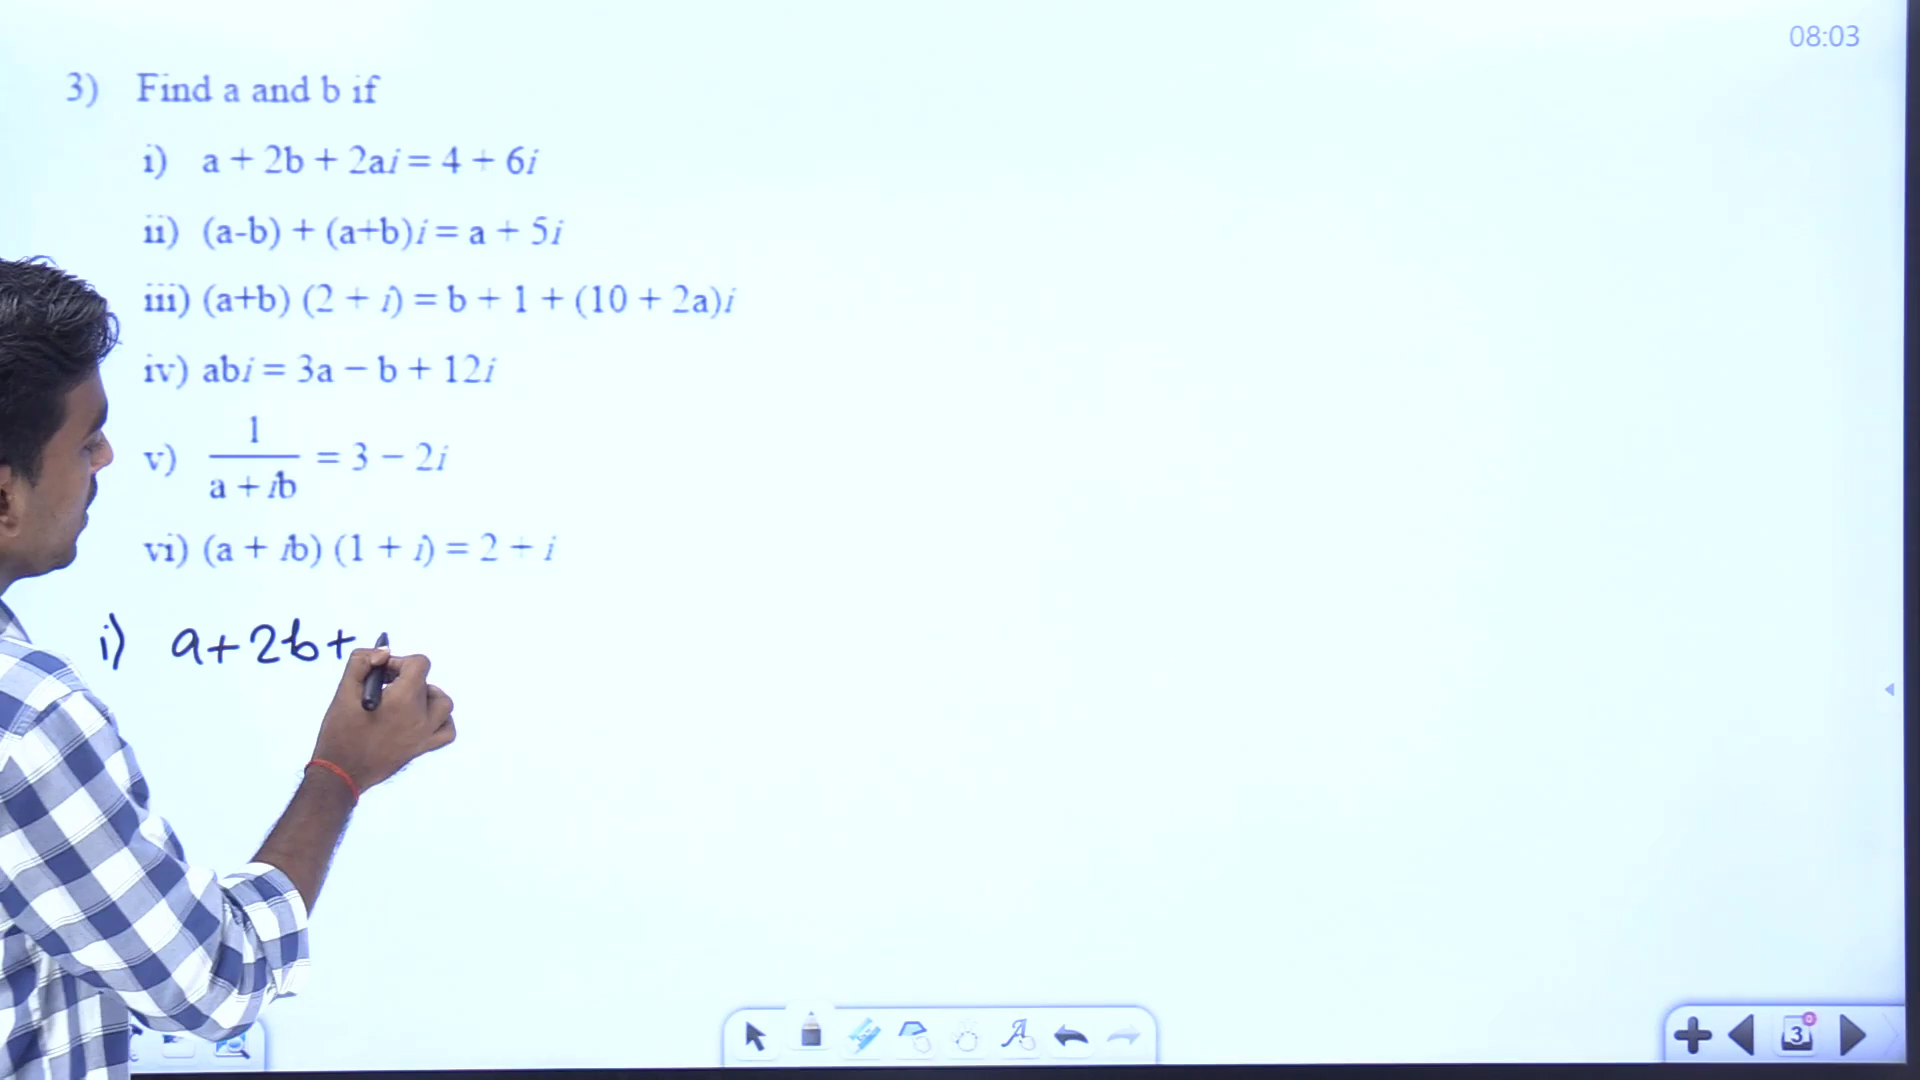 08:03
3) Find a and b if
i) a + 2b + 2ai = 4 + 6i
ii) (a-b) + (a+b)i = a + 5i
iii) (a+b) (2 + i) = b + 1 + (10 + 2a)i
iv) abi = 3a − b + 12i
v) 1/(a + ib) = 3 − 2i
vi) (a + ib) (1 + i) = 2 + i
i) a+2b+
3
0